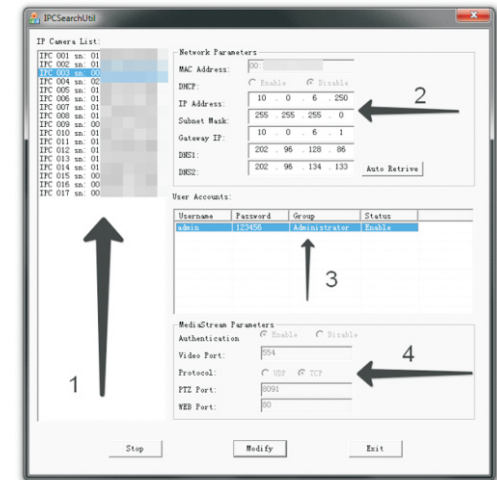 IPCSearchUtil
IP Camera List:
IPC 001 sn: 01
IPC 002 sn: 01
IPC 003 sn: 00
IPC 004 sn: 02
IPC 005 sn: 01
IPC 006 sn: 01
IPC 007 sn: 01
IPC 008 sn: 01
IPC 009 sn: 00
IPC 010 sn: 01
IPC 011 sn: 01
IPC 012 sn: 01
IPC 013 sn: 01
IPC 014 sn: 01
IPC 015 sn: 00
IPC 016 sn: 00
IPC 017 sn: 00
1
Network Parameters
MAC Address: 00:
DHCP: Enable Disable
IP Address: 10 . 0 . 6 . 250
Subnet Mask: 255 . 255 . 255 . 0
Gateway IP: 10 . 0 . 6 . 1
DNS1: 202 . 96 . 128 . 86
DNS2: 202 . 96 . 134 . 133
Auto Retrive
2
User Accounts:
Username Password Group Status
admin 123456 Administrator Enable
3
MediaStream Parameters
Authentication Enable Disable
Video Port: 554
Protocol: UDP TCP
PTZ Port: 8091
WEB Port: 80
4
Stop Modify Exit